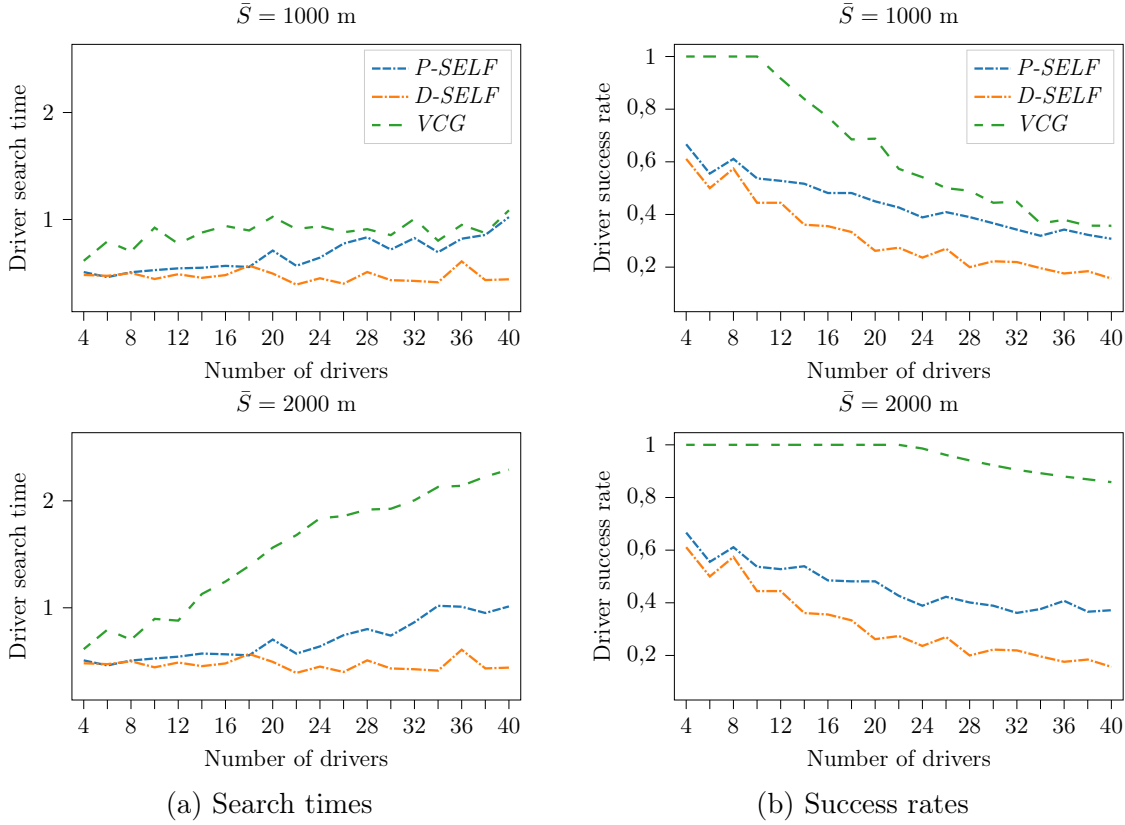 S̄ = 1000 m
Driver search time
2
1
P-SELF
D-SELF
VCG
4 8 12 16 20 24 28 32 36 40
Number of drivers
S̄ = 1000 m
Driver success rate
1
0,8
0,6
0,4
0,2
P-SELF
D-SELF
VCG
4 8 12 16 20 24 28 32 36 40
Number of drivers
S̄ = 2000 m
Driver search time
2
1
4 8 12 16 20 24 28 32 36 40
Number of drivers
(a) Search times
S̄ = 2000 m
Driver success rate
1
0,8
0,6
0,4
0,2
4 8 12 16 20 24 28 32 36 40
Number of drivers
(b) Success rates